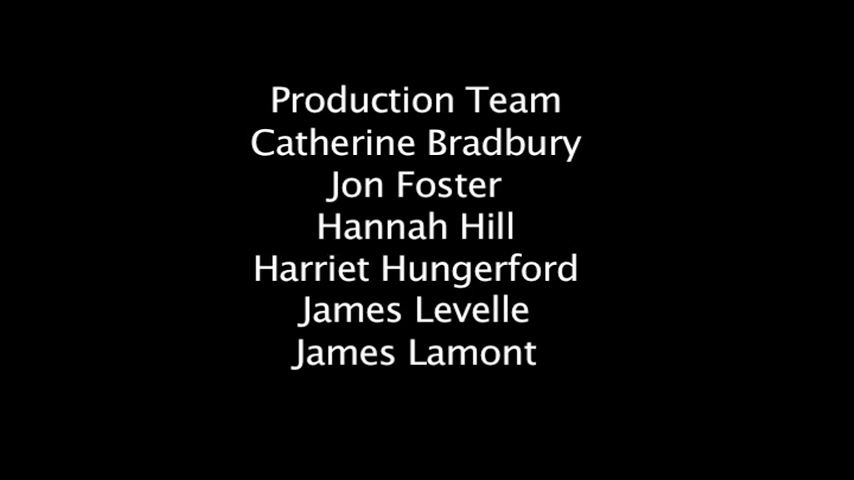 Production Team
Catherine Bradbury
Jon Foster
Hannah Hill
Harriet Hungerford
James Levelle
James Lamont